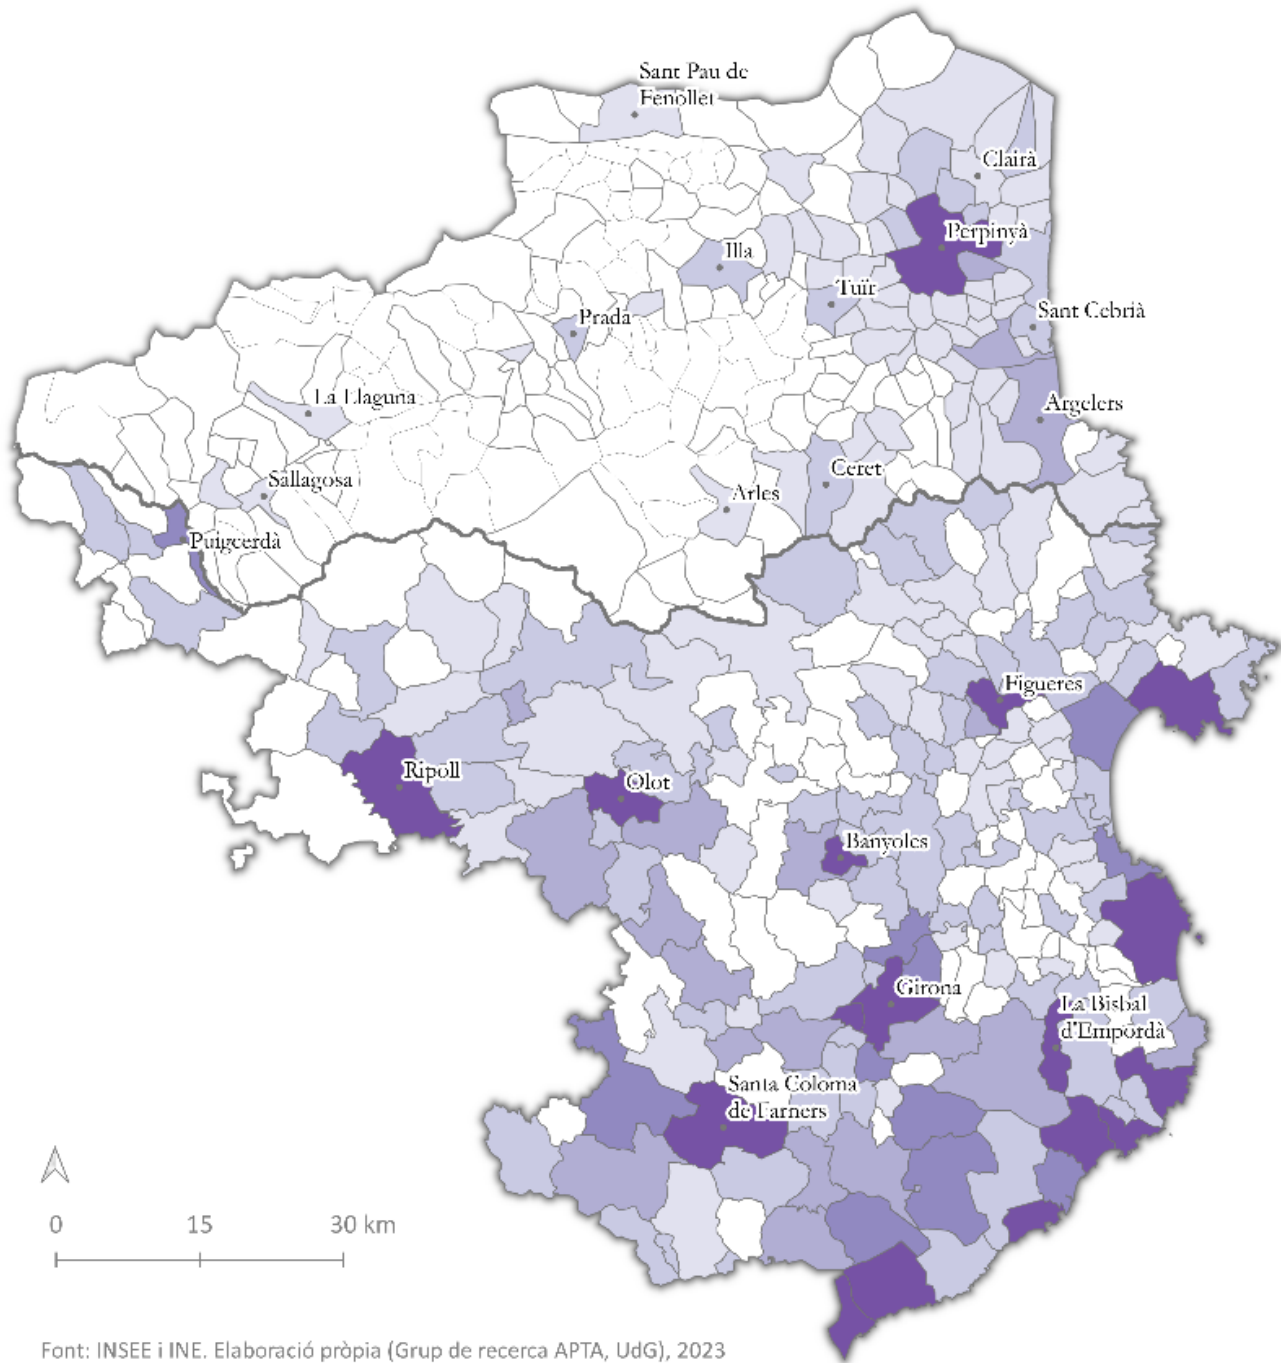 Sant Pau de
Fenollet
Clairà
Perpinyà
Illa
Tuïr
Prada
Sant Cebrià
La Llaguna
Argelers
Sallagosa
Ceret
Arles
Puigcerdà
Figueres
Ripoll
Olot
Banyoles
Girona
La Bisbal
d'Empordà
Santa Coloma
de Farners
0 15 30 km
Font: INSEE i INE. Elaboració pròpia (Grup de recerca APTA, UdG), 2023